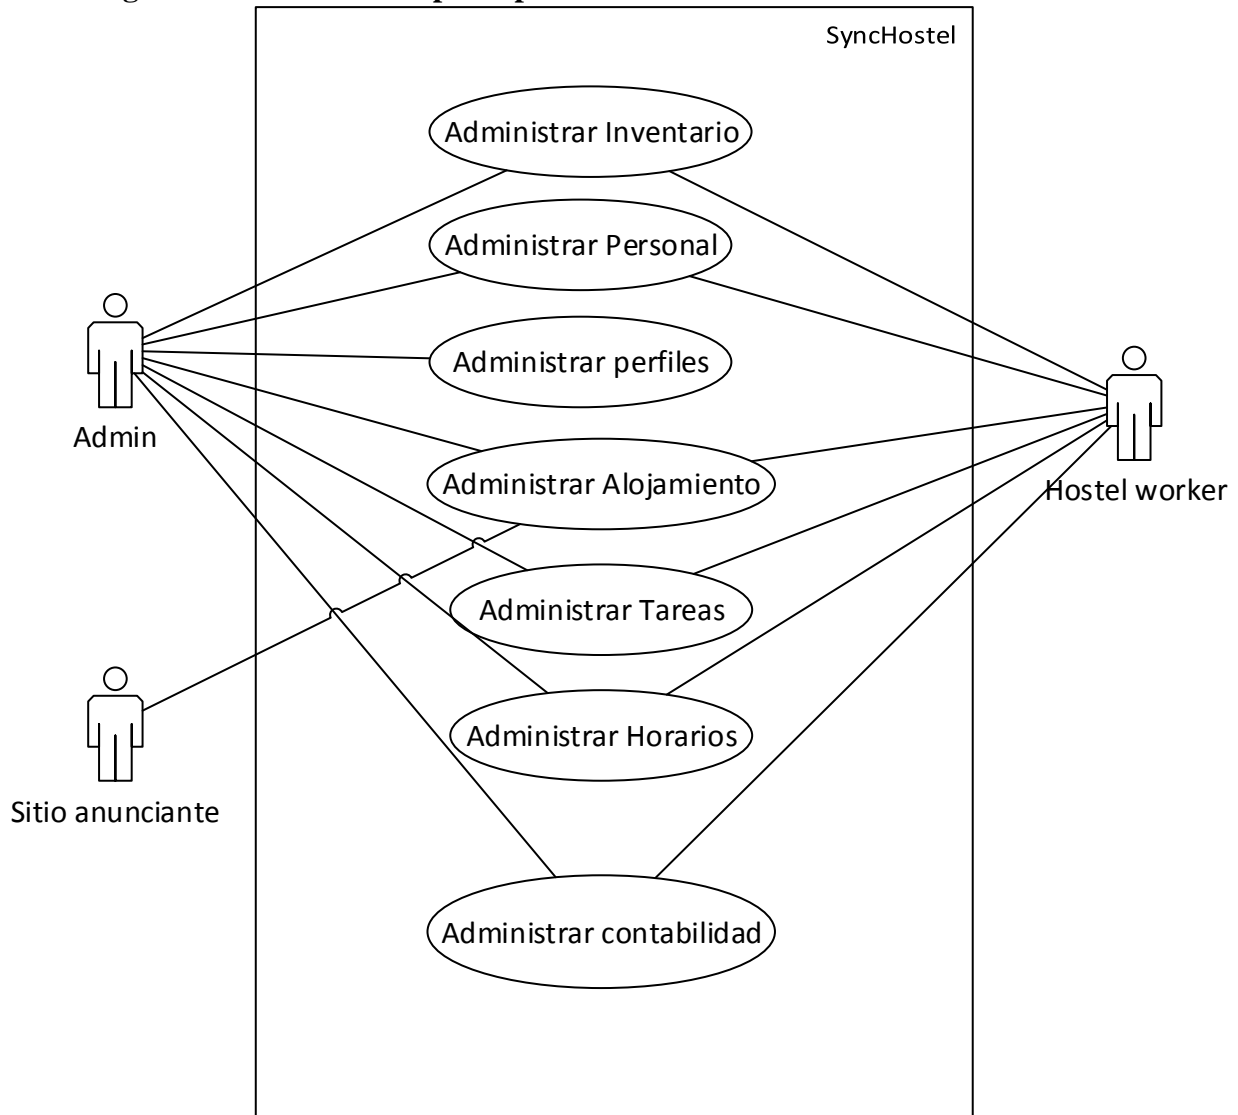 SyncHostel
Administrar Inventario
Administrar Personal
Administrar perfiles
Admin
Administrar Alojamiento
Hostel worker
Administrar Tareas
Administrar Horarios
Sitio anunciante
Administrar contabilidad